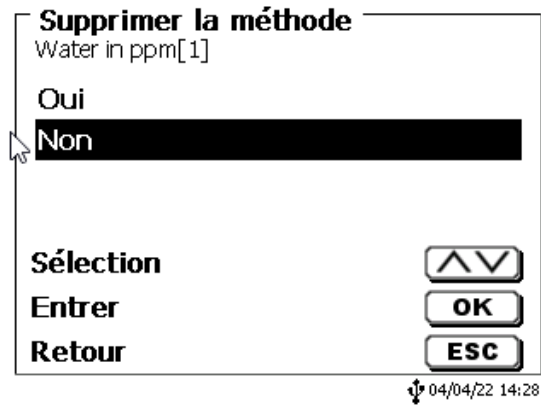 Supprimer la méthode
Water in ppm[1]
Oui
Non
Sélection
Entrer OK
Retour ESC
04/04/22 14:28